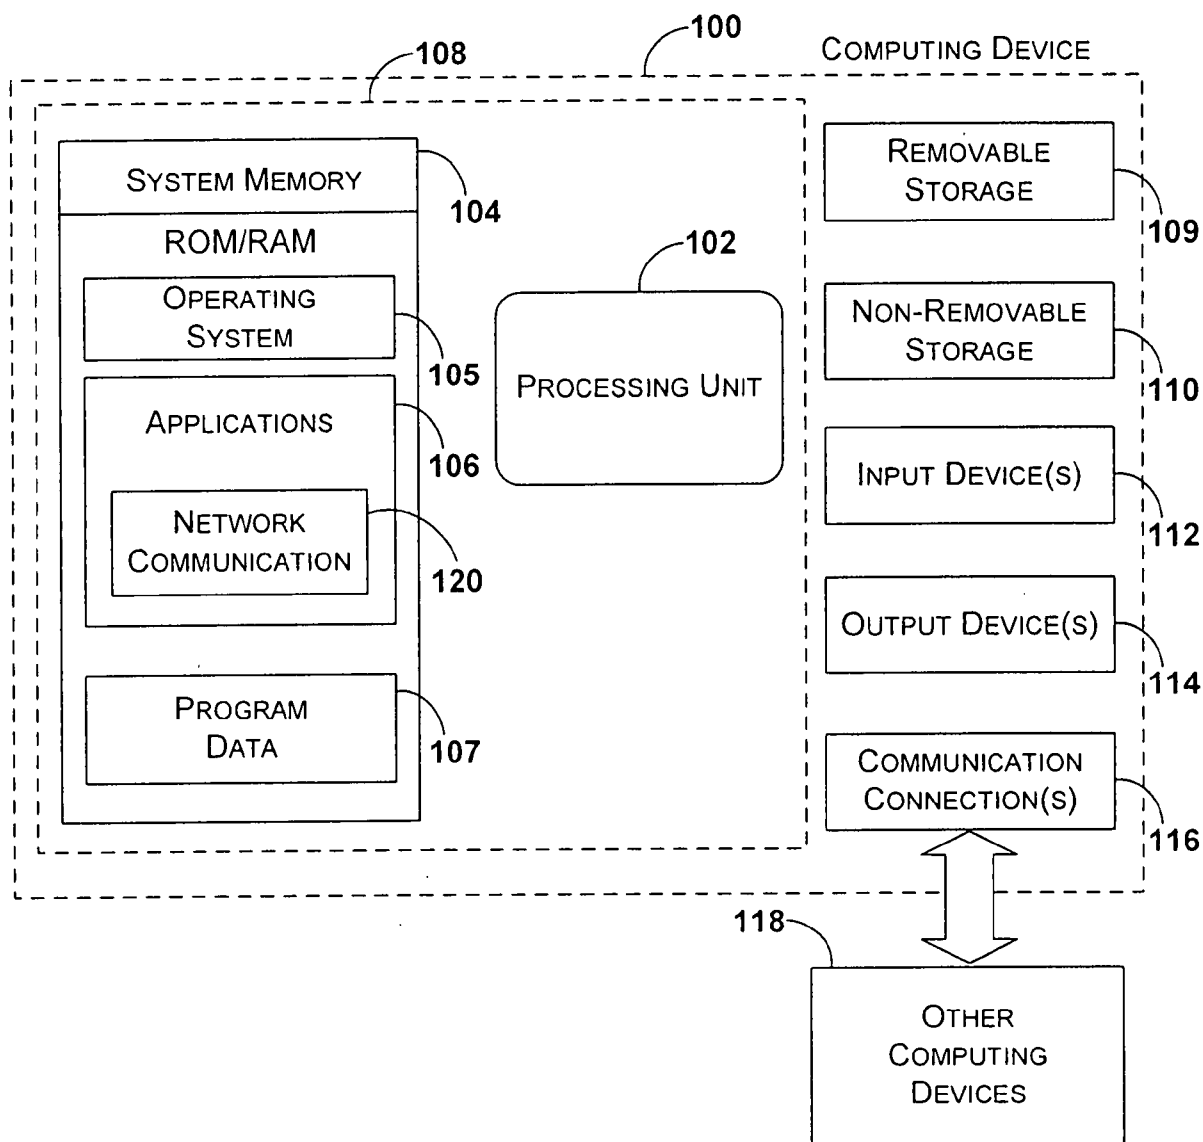 100
COMPUTING DEVICE
108
SYSTEM MEMORY
104
ROM/RAM
OPERATING
SYSTEM
105
APPLICATIONS
106
NETWORK
COMMUNICATION
120
PROGRAM
DATA
107
102
PROCESSING UNIT
REMOVABLE
STORAGE
109
NON-REMOVABLE
STORAGE
110
INPUT DEVICE(S)
112
OUTPUT DEVICE(S)
114
COMMUNICATION
CONNECTION(S)
116
118
OTHER
COMPUTING
DEVICES